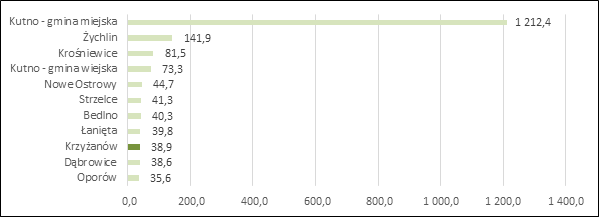 Kutno - gmina miejska 1 212,4
Żychlin 141,9
Krośniewice 81,5
Kutno - gmina wiejska 73,3
Nowe Ostrowy 44,7
Strzelce 41,3
Bedlno 40,3
Łanięta 39,8
Krzyżanów 38,9
Dąbrowice 38,6
Oporów 35,6
0,0 200,0 400,0 600,0 800,0 1 000,0 1 200,0 1 400,0